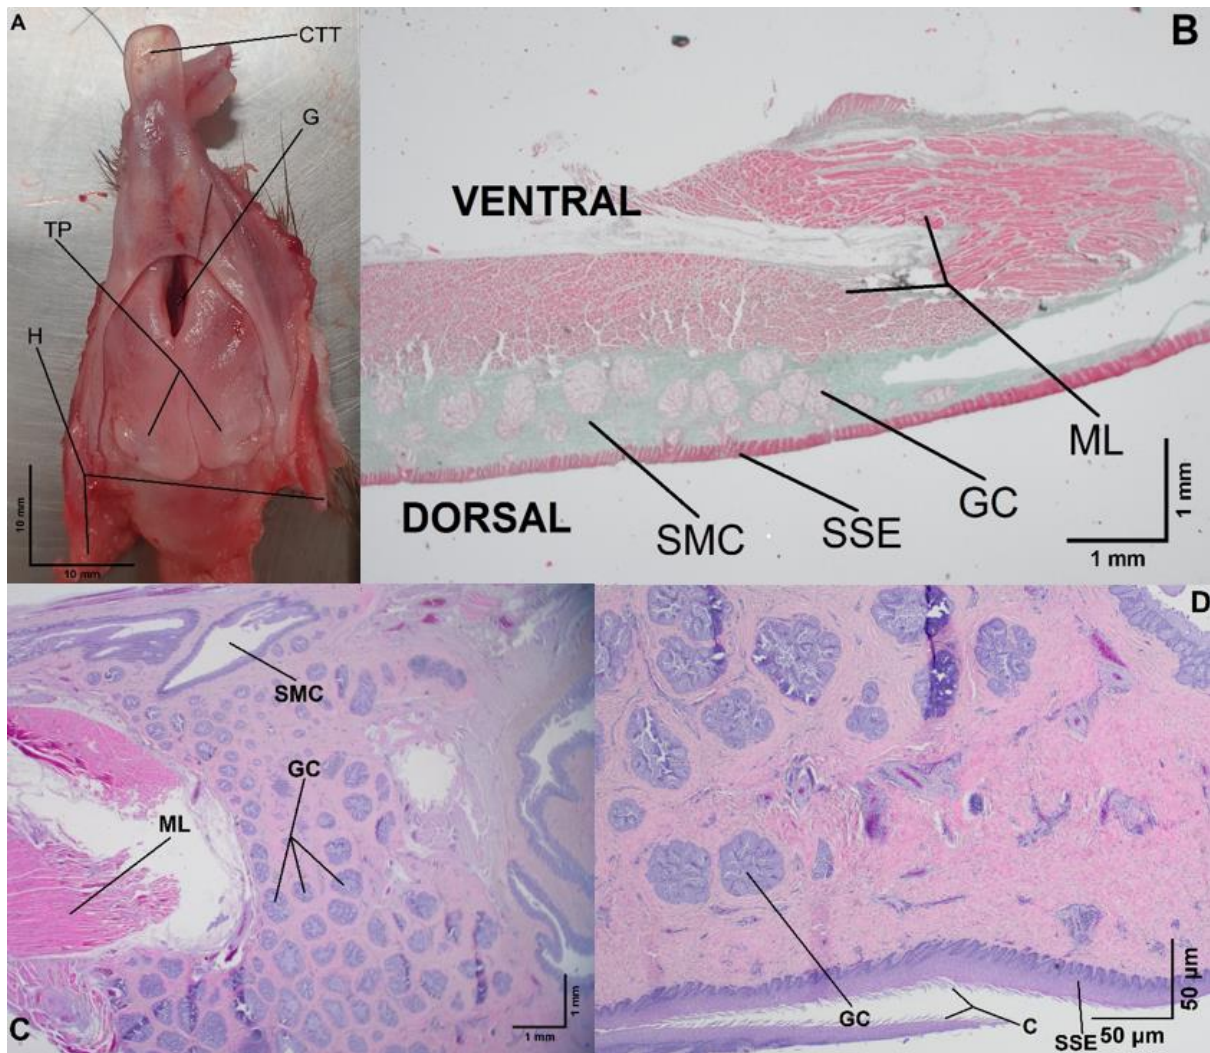 A
CTT
G
TP
H
10 mm
10 mm
B
VENTRAL
DORSAL
SMC
SSE
GC
ML
1 mm
1 mm
SMC
GC
ML
C
1 mm
1 mm
D
GC
C
SSE
50 µm
50 µm